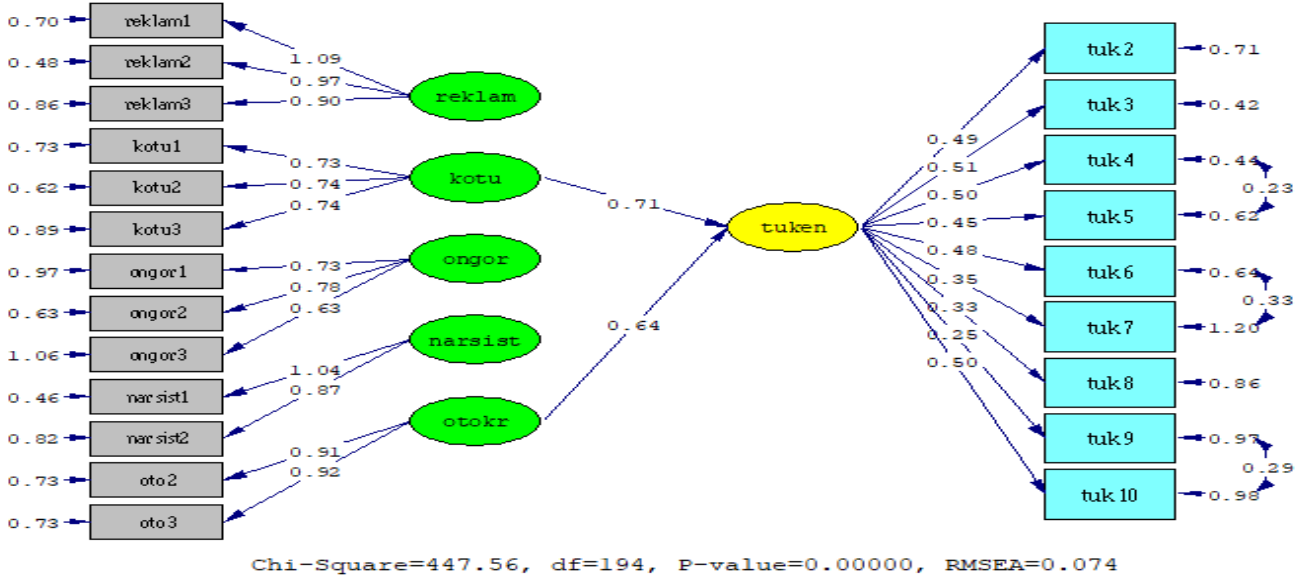 0.70 reklam1
0.48 reklam2
0.86 reklam3
0.73 kotu1
0.62 kotu2
0.89 kotu3
0.97 ongor1
0.63 ongor2
1.06 ongor3
0.46 narsist1
0.82 narsist2
0.73 oto2
0.73 oto3
1.09
0.97
0.90
0.73
0.74
0.74
0.73
0.78
0.63
1.04
0.87
0.91
0.92
reklam
kotu
ongor
narsist
otokr
0.71
0.64
tuken
0.49
0.51
0.50
0.45
0.48
0.35
0.33
0.25
0.50
tuk2 0.71
tuk3 0.42
tuk4 0.44
tuk5 0.62
tuk6 0.64
tuk7 1.20
tuk8 0.86
tuk9 0.97
tuk10 0.98
0.23
0.33
0.29
Chi-Square=447.56, df=194, P-value=0.00000, RMSEA=0.074